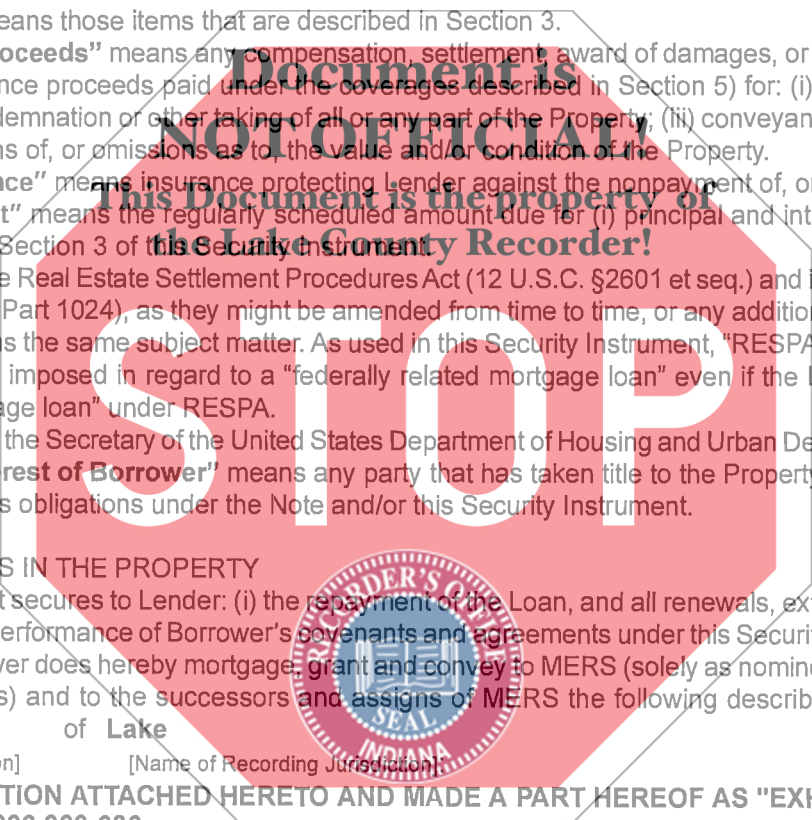 eans those items that are described in Section 3.
oceeds” means any compensation, settlement, award of damages, or
nce proceeds paid under the coverages described in Section 5) for: (i)
demnation or other taking of all or any part of the Property; (iii) conveyan
ns of, or omissions as to, the value and/or condition of the Property.
nce” means insurance protecting Lender against the nonpayment of, o
t” means the regularly scheduled amount due for (i) principal and int
Section 3 of this Security Instrument.
e Real Estate Settlement Procedures Act (12 U.S.C. §2601 et seq.) and i
Part 1024), as they might be amended from time to time, or any addition
s the same subject matter. As used in this Security Instrument, “RESPA
imposed in regard to a “federally related mortgage loan” even if the
age loan” under RESPA.
the Secretary of the United States Department of Housing and Urban De
rest of Borrower” means any party that has taken title to the Property
s obligations under the Note and/or this Security Instrument.
S IN THE PROPERTY
t secures to Lender: (i) the repayment of the Loan, and all renewals, ex
erformance of Borrower’s covenants and agreements under this Securi
wer does hereby mortgage, grant and convey to MERS (solely as nomine
s) and to the successors and assigns of MERS the following describ
of Lake
on] [Name of Recording Jurisdiction]:
TION ATTACHED HERETO AND MADE A PART HEREOF AS "EXH
Document is
NOT OFFICIAL!
This Document is the property of
the Lake County Recorder!
STOP
RECORDER'S OFFICE
SEAL
INDIANA